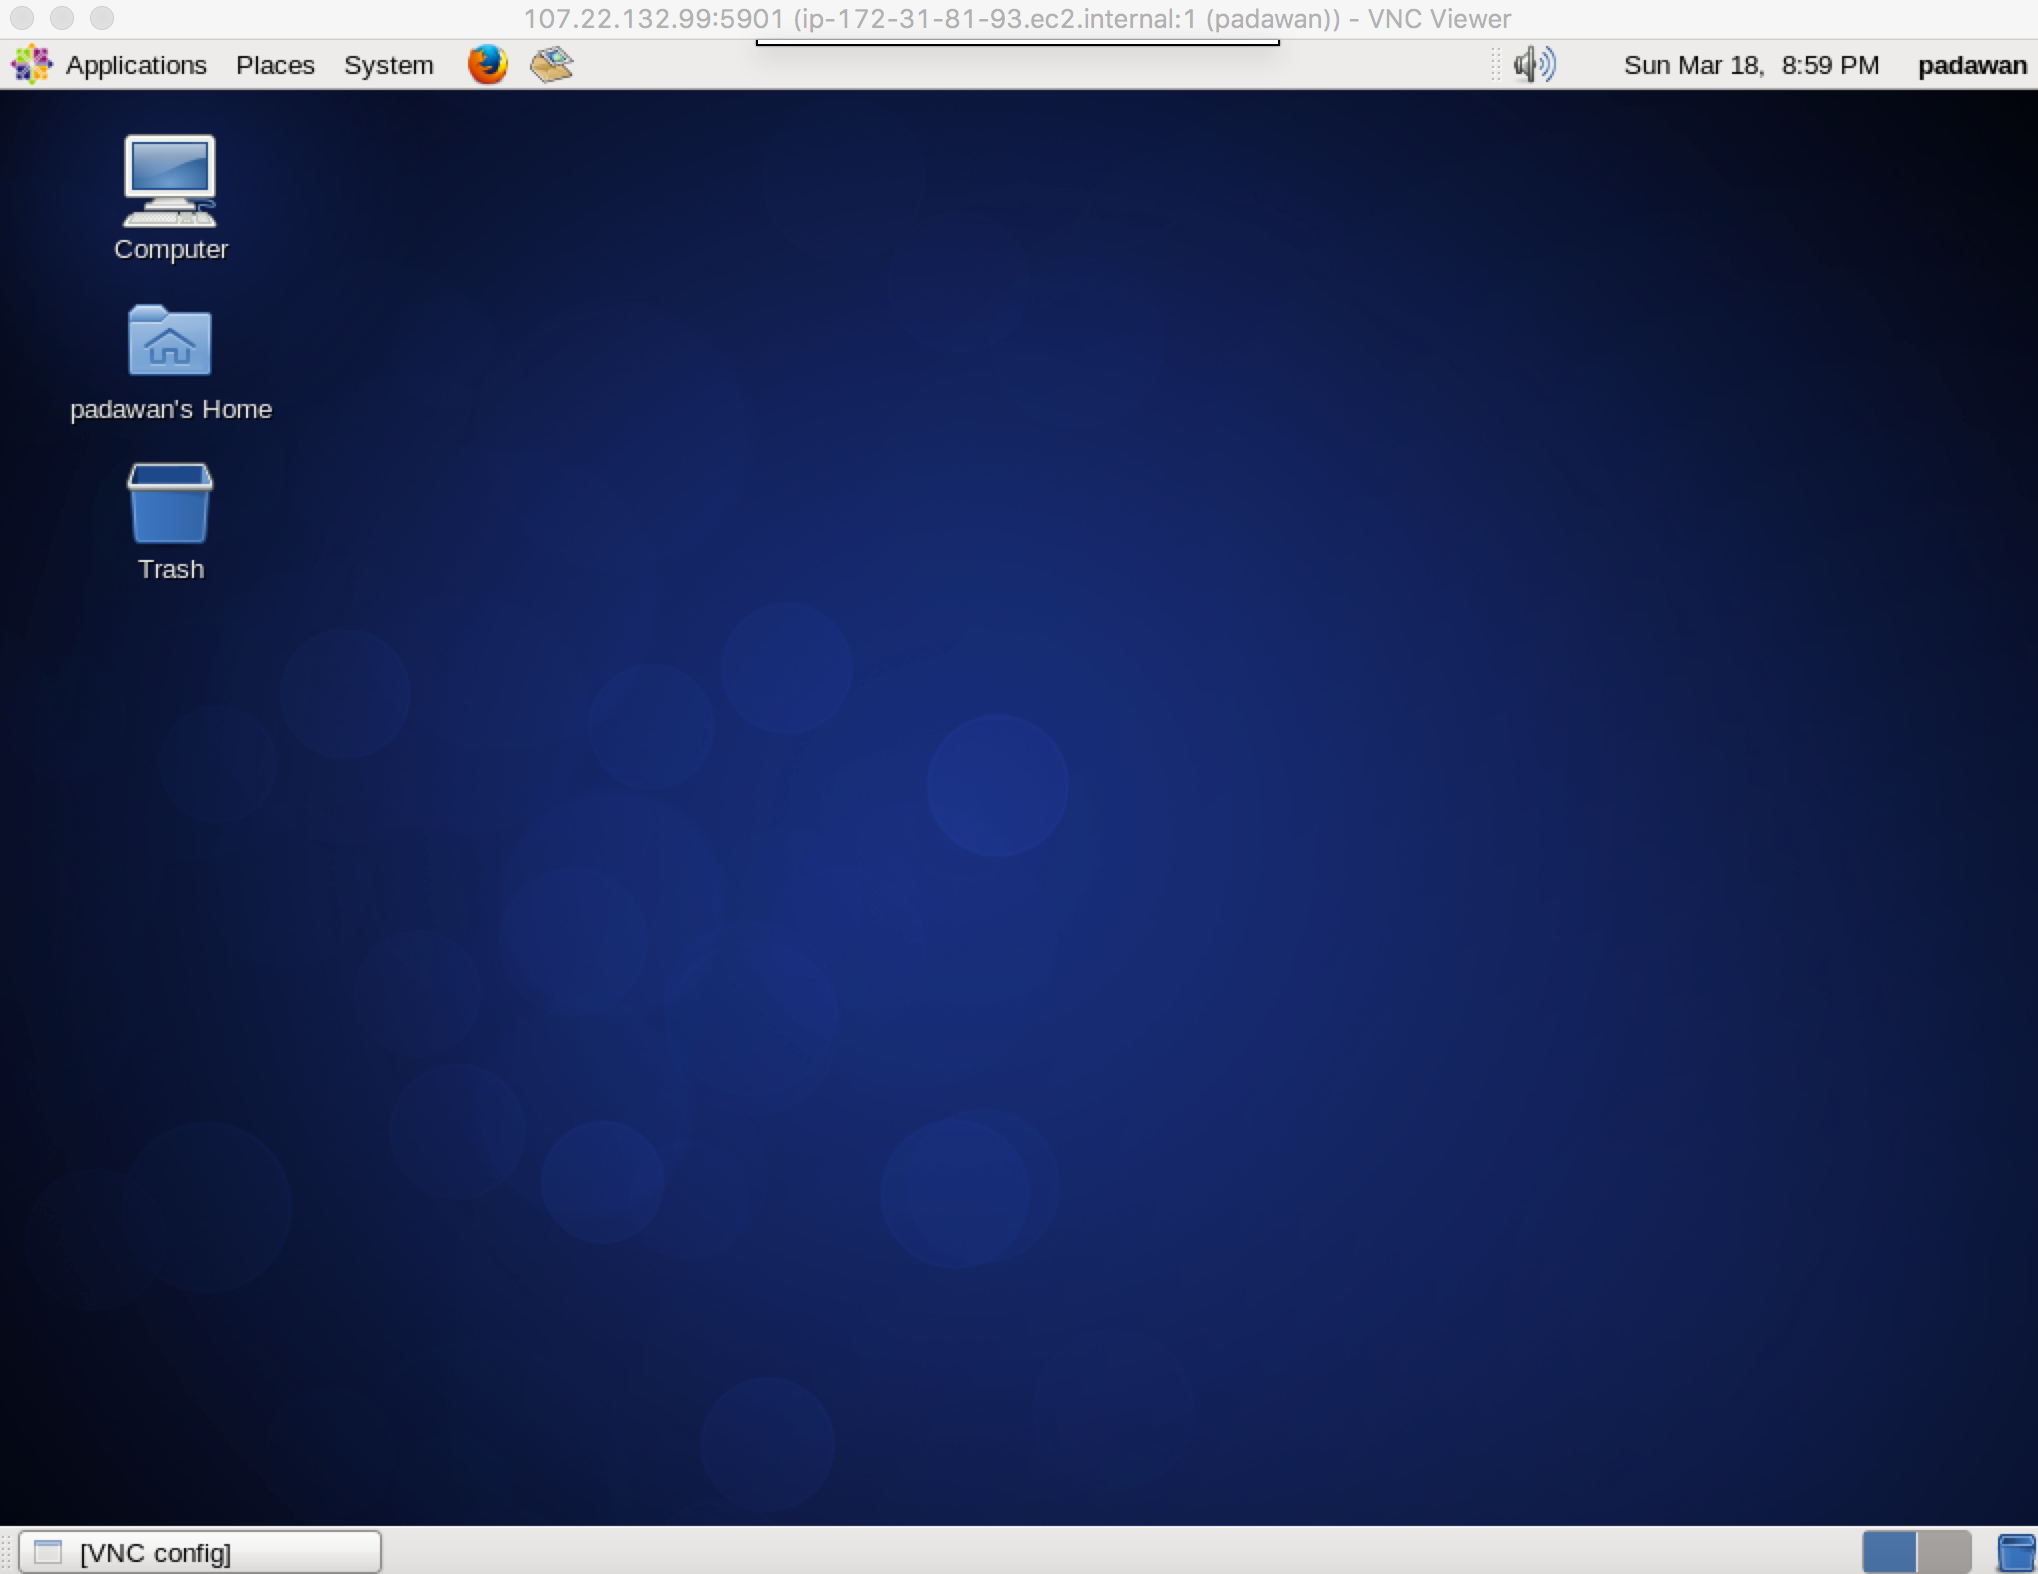 107.22.132.99:5901 (ip-172-31-81-93.ec2.internal:1 (padawan)) - VNC Viewer
Applications Places System Sun Mar 18, 8:59 PM padawan
Computer
padawan's Home
Trash
[VNC config]